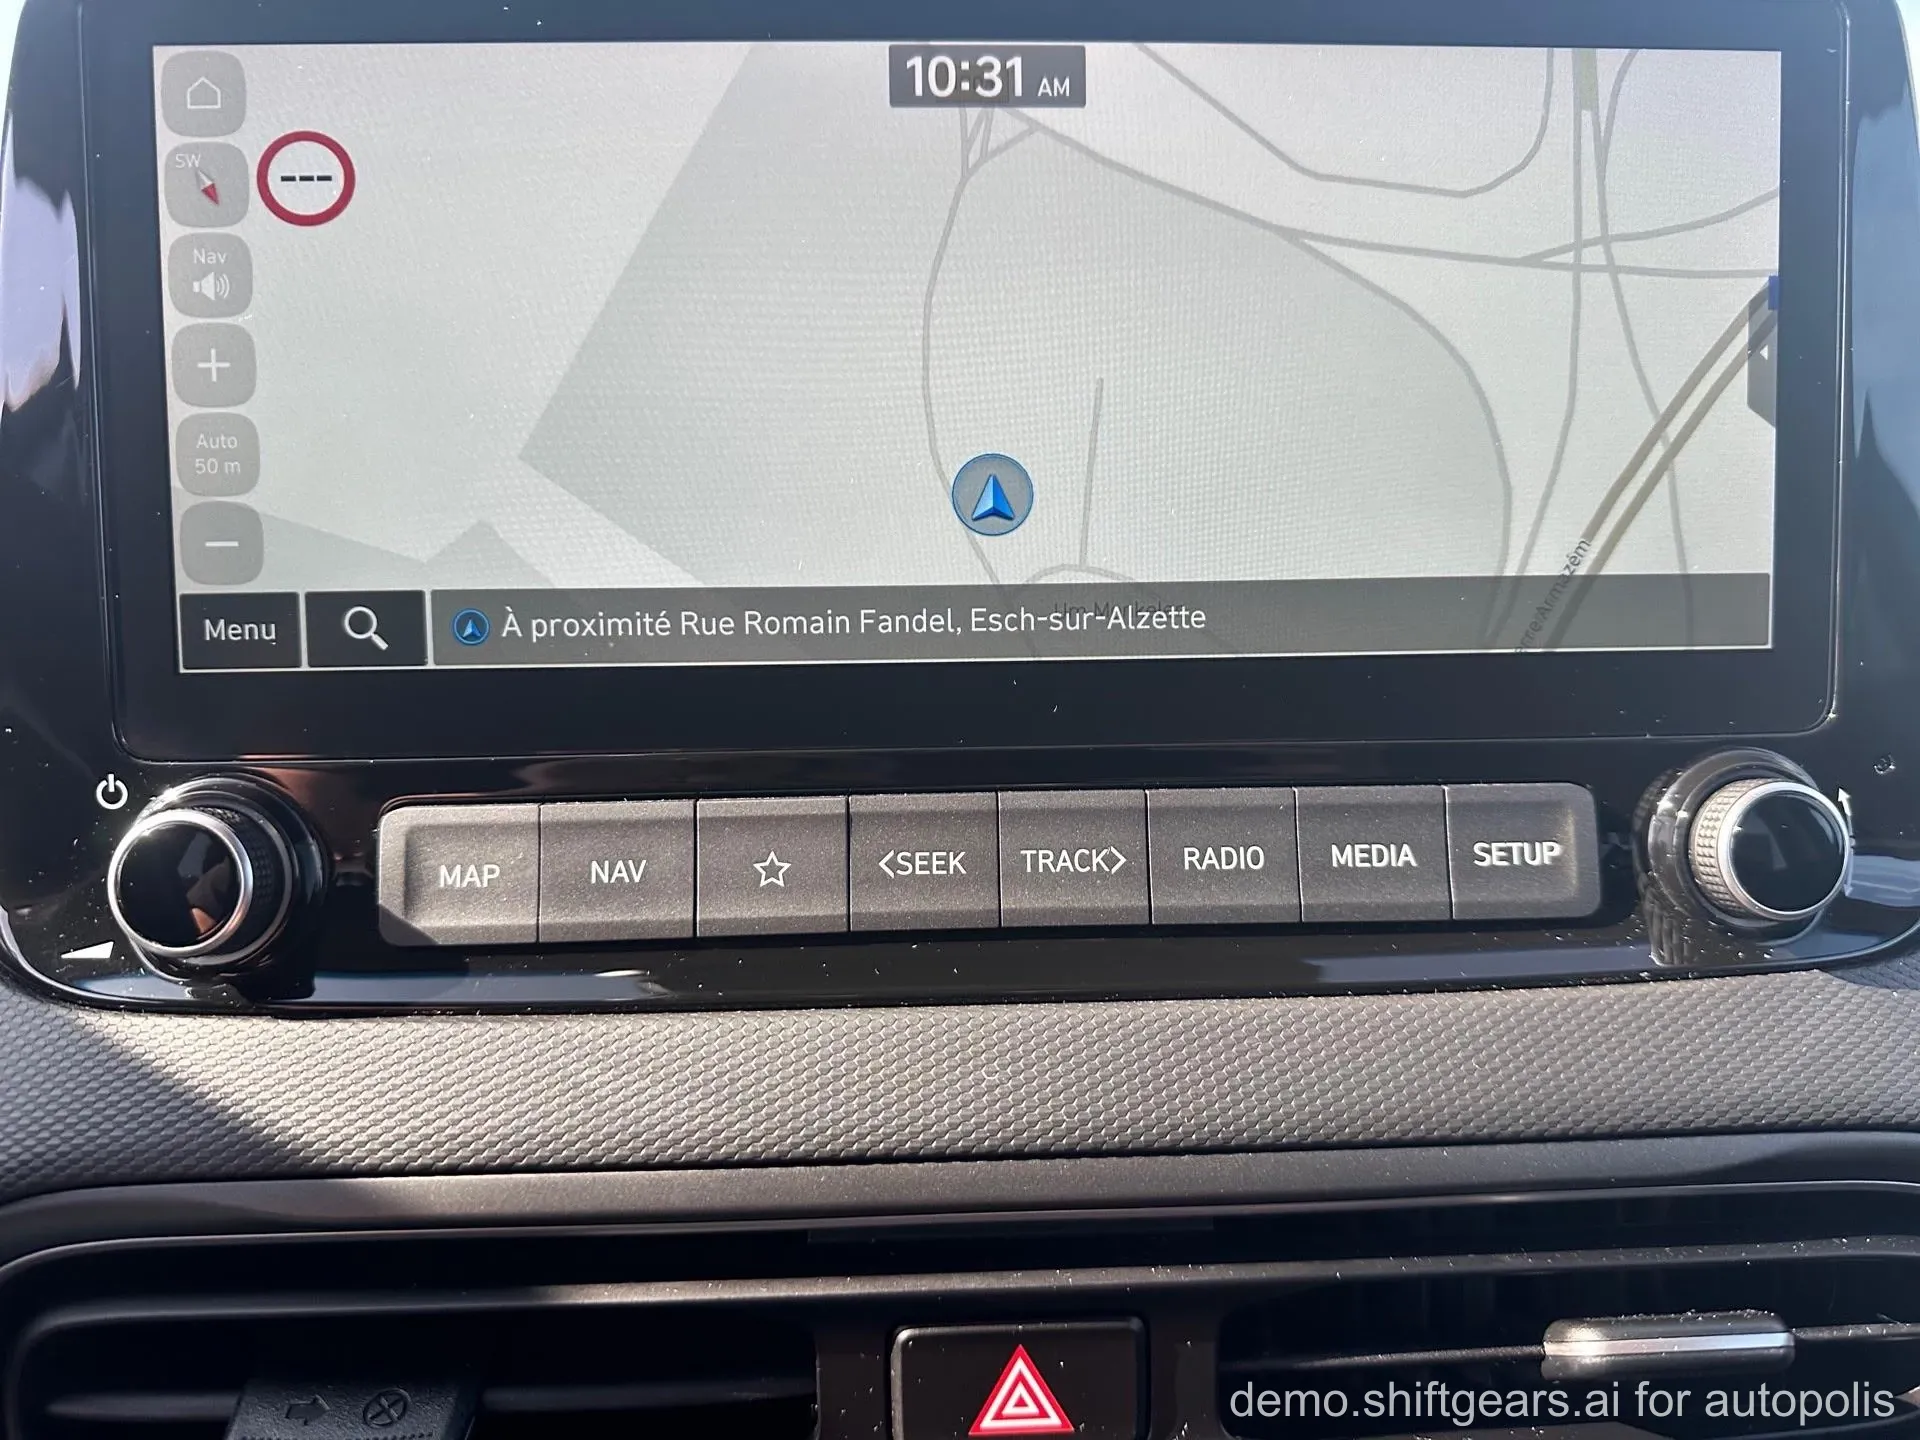 10:31 AM
SW
---
Nav
Auto
50 m
Menu
À proximité Rue Romain Fandel, Esch-sur-Alzette
MAP
NAV
<SEEK
TRACK>
RADIO
MEDIA
SETUP
demo.shiftgears.ai for autopolis